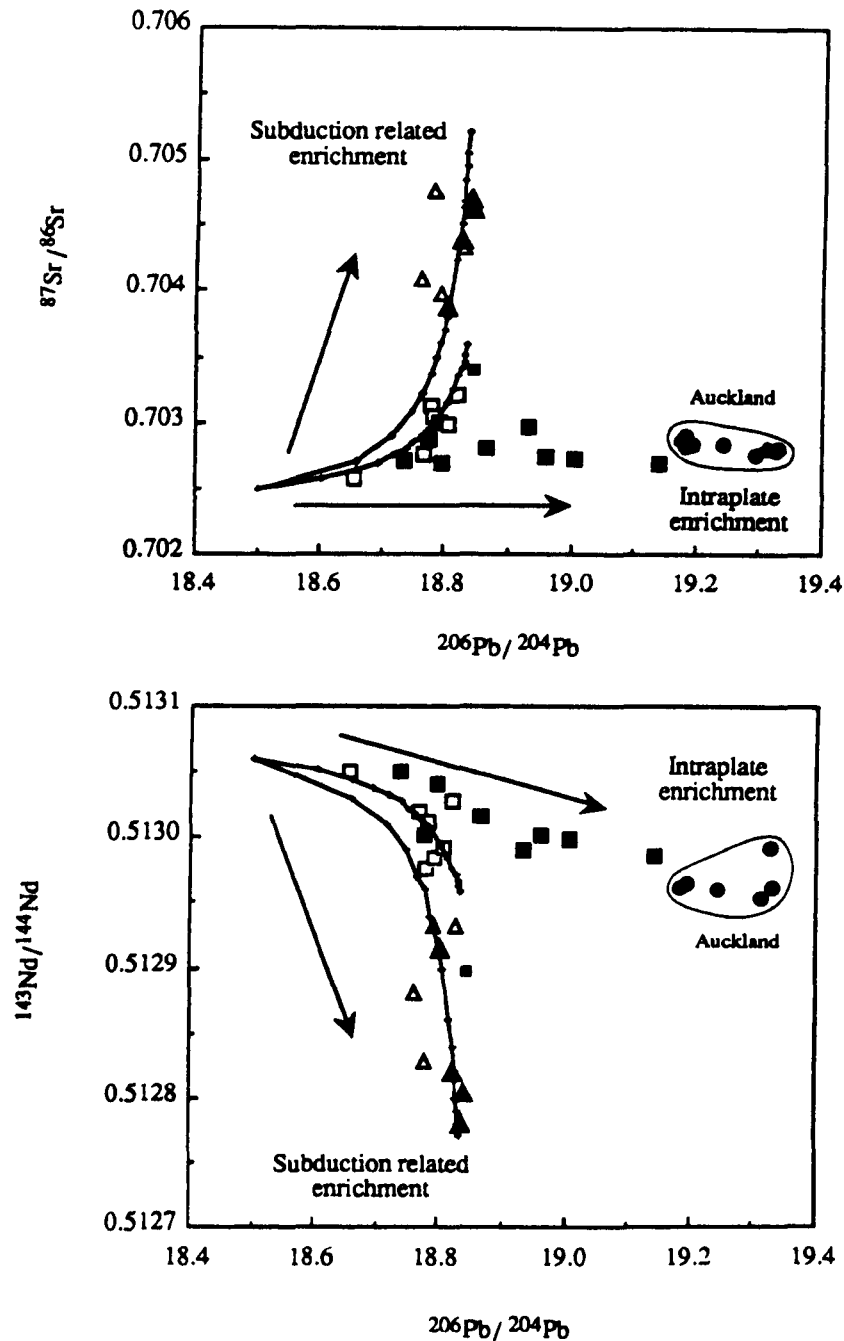 0.706
0.705
0.704
0.703
0.702
87Sr/86Sr
Subduction related
enrichment
Auckland
Intraplate
enrichment
18.4 18.6 18.8 19.0 19.2 19.4
206Pb/ 204Pb
0.5131
0.5130
0.5129
0.5128
0.5127
143Nd/144Nd
Intraplate
enrichment
Auckland
Subduction related
enrichment
18.4 18.6 18.8 19.0 19.2 19.4
206Pb/ 204Pb